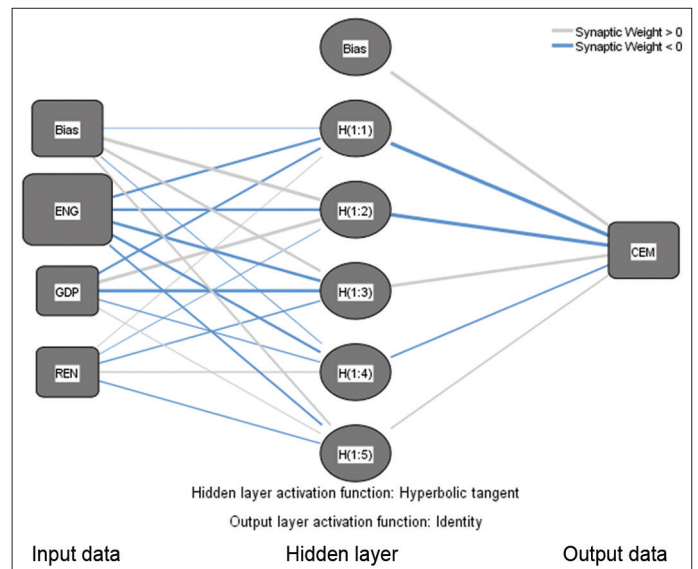 Synaptic Weight > 0
Synaptic Weight < 0
Bias
Bias
H(1:1)
ENG
H(1:2)
CEM
GDP
H(1:3)
REN
H(1:4)
H(1:5)
Hidden layer activation function: Hyperbolic tangent
Output layer activation function: Identity
Input data Hidden layer Output data